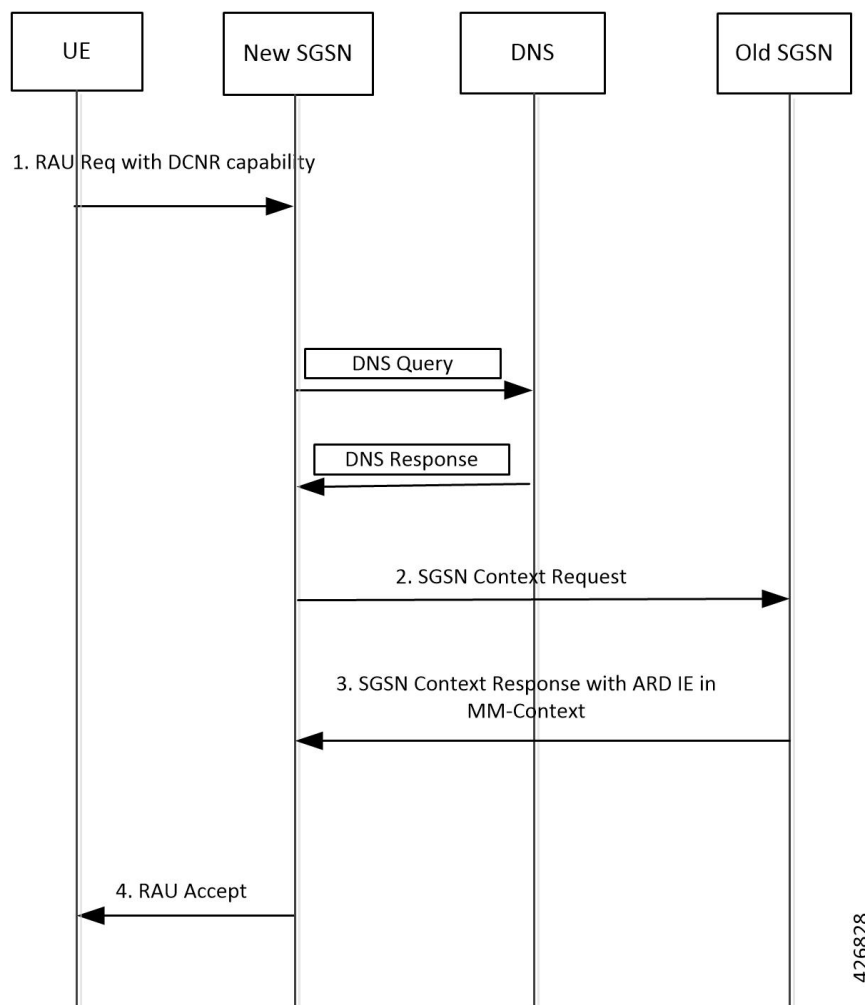 UE
New SGSN
DNS
Old SGSN
1. RAU Req with DCNR capability
DNS Query
DNS Response
2. SGSN Context Request
3. SGSN Context Response with ARD IE in
MM-Context
4. RAU Accept
426828